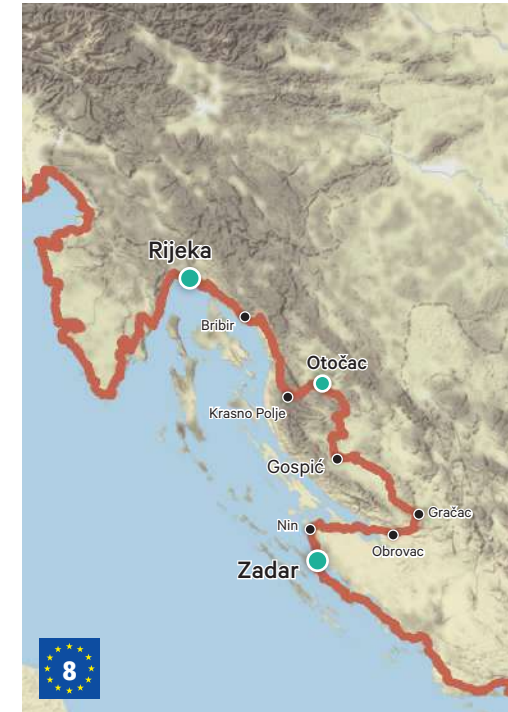 Rijeka
Bribir
Otočac
Krasno Polje
Gospić
Gračac
Nin
Obrovac
Zadar
8